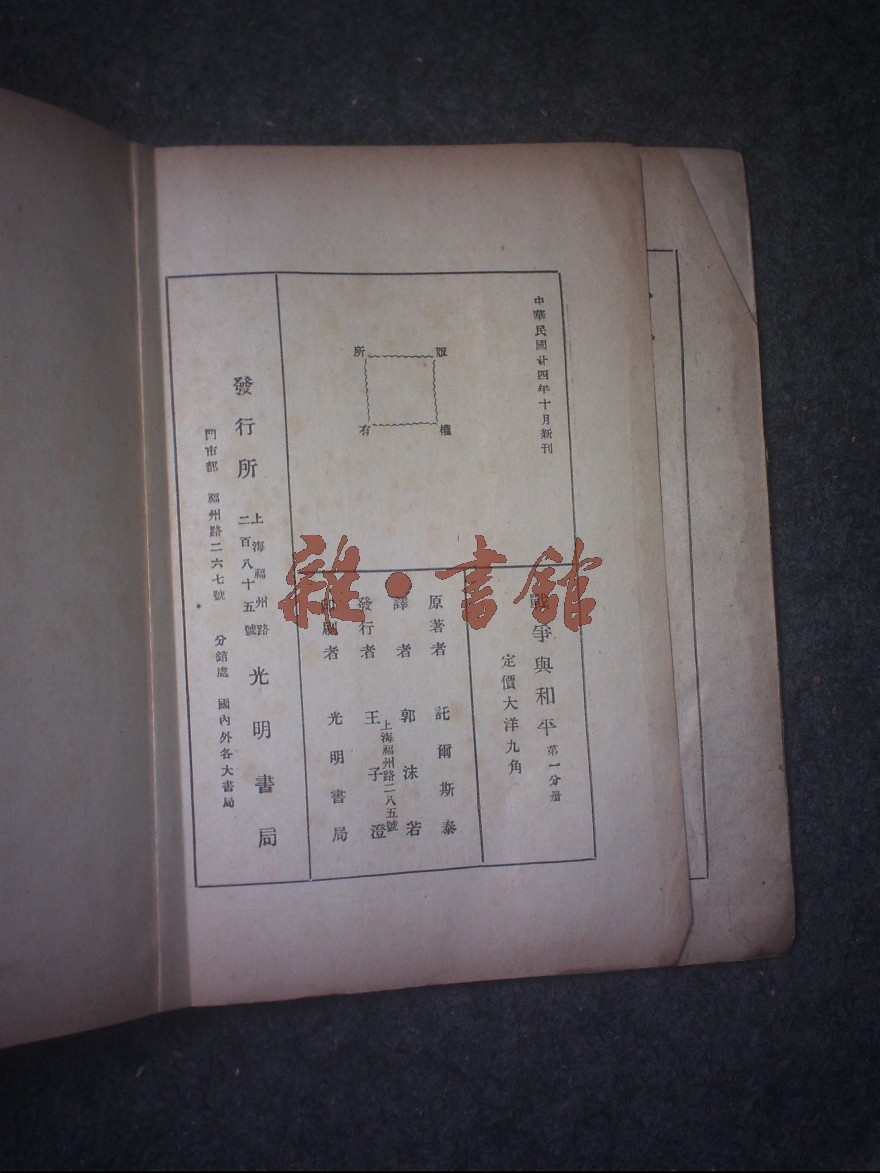 中華民國廿四年十月新刊
版權所有
戰爭與和平 第一分册
定價大洋九角
原著者 託爾斯泰
譯者 郭沫若
發行者 王子澄
上海福州路二八五號
印刷者 光明書局
發行所 上海福州路二百八十五號 光明書局
門市部 福州路二六七號 分銷處 國內外各大書局
雜·書館